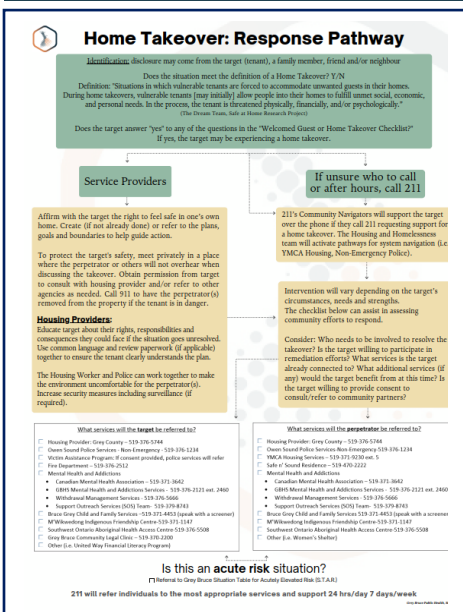 Home Takeover: Response Pathway
Identification: disclosure may come from the target (tenant), a family member, friend and/or neighbour
Does the situation meet the definition of a Home Takeover? Y/N
Definition: "Situations in which vulnerable tenants are forced to accommodate unwanted guests in their homes.
During home takeovers, vulnerable tenants [may initially] allow people into their homes to fulfill unmet social, economic,
and personal needs. In the process, the tenant is threatened physically, financially, and/or psychologically."
(The Dream Team, Safe at Home Research Project)
Does the target answer "yes" to any of the questions in the "Welcomed Guest or Home Takeover Checklist?"
If yes, the target may be experiencing a home takeover.
Service Providers
Affirm with the target the right to feel safe in one's own
home. Create (if not already done) or refer to the plans,
goals and boundaries to help guide action.
To protect the target's safety, meet privately in a place
where the perpetrator or others will not overhear when
discussing the takeover. Obtain permission from target
to consult with housing provider and/or refer to other
agencies as needed. Call 911 to have the perpetrator(s)
removed from the property if the tenant is in danger.
Housing Providers:
Educate target about their rights, responsibilities and
consequences they could face if the situation goes unresolved.
Use common language and review paperwork (if applicable)
together to ensure the tenant clearly understands the plan.
The Housing Worker and Police can work together to make
the environment uncomfortable for the perpetrator(s).
Increase security measures including surveillance (if
required).
If unsure who to call
or after hours, call 211
211's Community Navigators will support the target
over the phone if they call 211 requesting support for
a home takeover. The Housing and Homelessness
team will activate pathways for system navigation (i.e
YMCA Housing, Non-Emergency Police).
Intervention will vary depending on the target's
circumstances, needs and strengths.
The checklist below can assist in assessing
community efforts to respond.
Consider: Who needs to be involved to resolve the
takeover? Is the target willing to participate in
remediation efforts? What services is the target
already connected to? What additional services (if
any) would the target benefit from at this time? Is
the target willing to provide consent to
consult/refer to community partners?
What services will the target be referred to?
Housing Provider: Grey County – 519-376-5744
Owen Sound Police Services - Non-Emergency - 519-376-1234
Victim Assistance Program: If consent provided, police services will refer
Fire Department – 519-376-2512
Mental Health and Addictions
• Canadian Mental Health Association – 519-371-3642
• GBHS Mental Health and Addictions Services - 519-376-2121 ext. 2460
• Withdrawal Management Services - 519-376-5666
• Support Outreach Services (SOS) Team- 519-379-8743
Bruce Grey Child and Family Services -519-371-4453 (speak with a screener)
M'Wikwedong Indigenous Friendship Centre-519-371-1147
Southwest Ontario Aboriginal Health Access Centre-519-376-5508
Grey Bruce Community Legal Clinic-519-370-2200
Other (i.e. United Way Financial Literacy Program)
What services will the perpetrator be referred to?
Housing Provider: Grey County – 519-376-5744
Owen Sound Police Services Non-Emergency-519-376-1234
YMCA Housing Services – 519-371-9230 ext. 5
Safe n' Sound Residence – 519-470-2222
Mental Health and Addictions
• Canadian Mental Health Association – 519-371-3642
• GBHS Mental Health and Addictions Services - 519-376-2121 ext. 2460
• Withdrawal Management Services - 519-376-5666
• Support Outreach Services (SOS) Team- 519-379-8743
Bruce Grey Child and Family Services 519-371-4453 (speak with a screener)
M'Wikwedong Indigenous Friendship Centre-519-371-1147
Southwest Ontario Aboriginal Health Access Centre-519-376-5508
Other (i.e. Women's Shelter)
Is this an acute risk situation?
Referral to Grey Bruce Situation Table for Acutely Elevated Risk [S.T.A.R.]
211 will refer individuals to the most appropriate services and support 24 hrs/day 7 days/week
Grey Bruce Public Health,